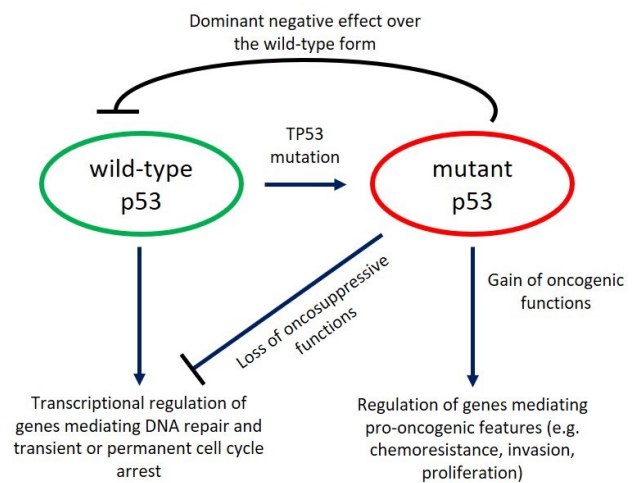 Dominant negative effect over
the wild-type form
TP53
mutation
wild-type
p53
mutant
p53
Loss of oncosuppressive
functions
Gain of oncogenic
functions
Transcriptional regulation of
genes mediating DNA repair and
transient or permanent cell cycle
arrest
Regulation of genes mediating
pro-oncogenic features (e.g.
chemoresistance, invasion,
proliferation)